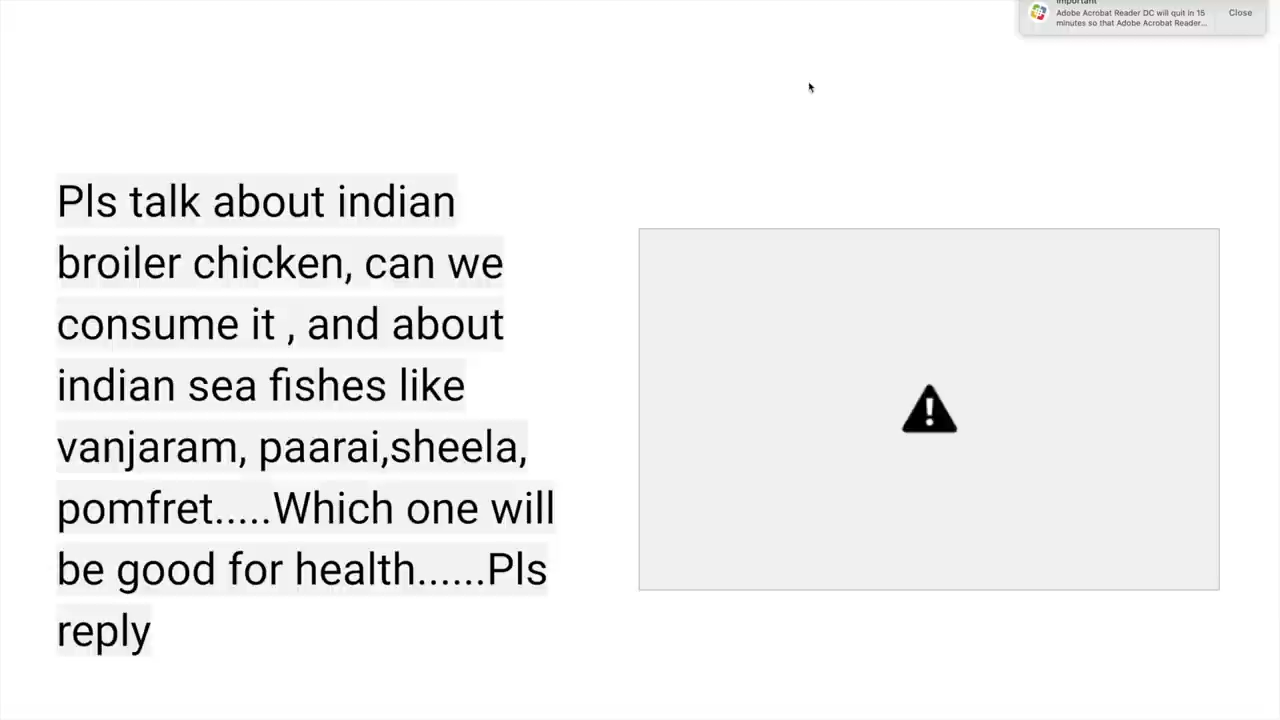 Important
Adobe Acrobat Reader DC will quit in 15
minutes so that Adobe Acrobat Reader...
Close
Pls talk about indian
broiler chicken, can we
consume it , and about
indian sea fishes like
vanjaram, paarai,sheela,
pomfret.....Which one will
be good for health......Pls
reply